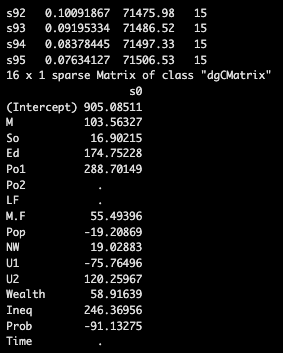 s92 0.10091867 71475.98 15
s93 0.09195334 71486.52 15
s94 0.08378445 71497.33 15
s95 0.07634127 71506.53 15
16 x 1 sparse Matrix of class "dgCMatrix"
s0
(Intercept) 905.08511
M 103.56327
So 16.90215
Ed 174.75228
Po1 288.70149
Po2 .
LF .
M.F 55.49396
Pop -19.20869
NW 19.02883
U1 -75.76496
U2 120.25967
Wealth 58.91639
Ineq 246.36956
Prob -91.13275
Time .